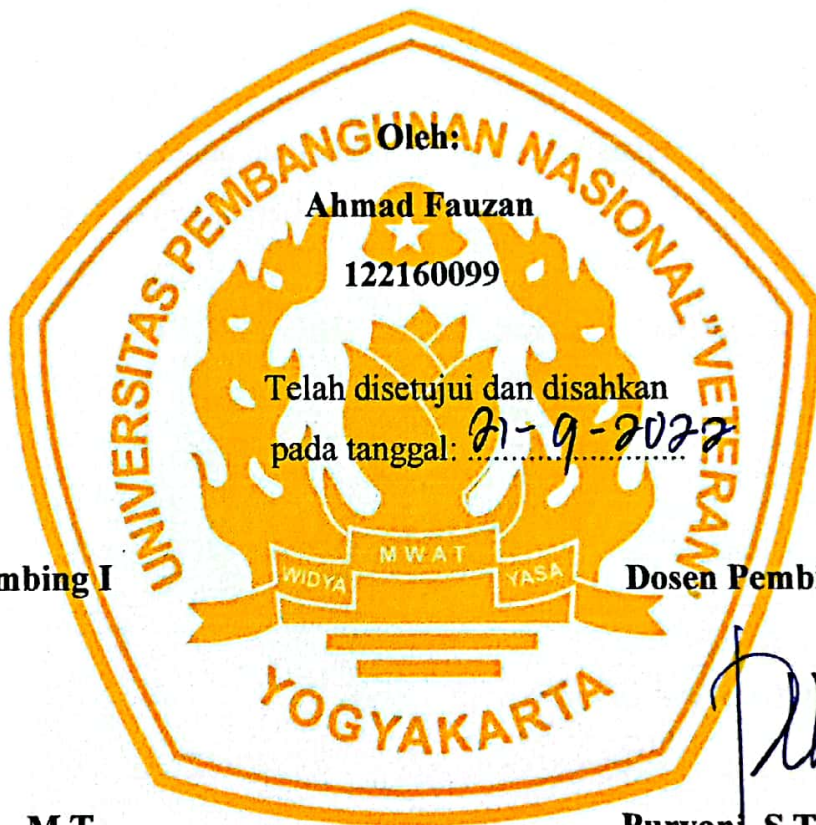 UNIVERSITAS PEMBANGUNAN NASIONAL "VETERAN"
Oleh:
Ahmad Fauzan
122160099
Telah disetujui dan disahkan
pada tanggal: 21-9-2022
mbing I
Dosen Pembi
WIDYA MWAT YASA
YOGYAKARTA
M.T
Puryani, S.T